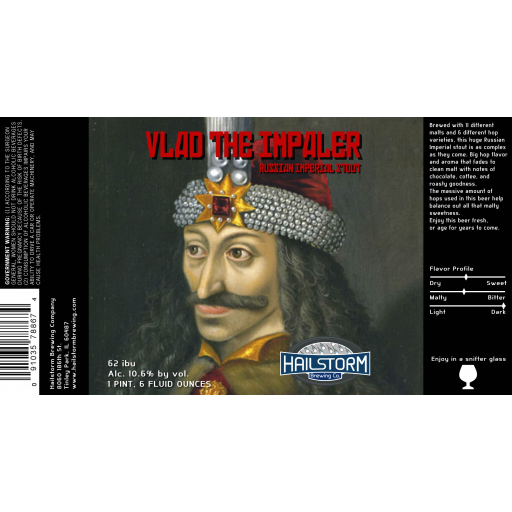 GOVERNMENT WARNING: (1) ACCORDING TO THE SURGEON
GENERAL, WOMEN SHOULD NOT DRINK ALCOHOLIC BEVERAGES
DURING PREGNANCY BECAUSE OF THE RISK OF BIRTH DEFECTS.
(2) CONSUMPTION OF ALCOHOLIC BEVERAGES IMPAIRS YOUR
ABILITY TO DRIVE A CAR OR OPERATE MACHINERY, AND MAY
CAUSE HEALTH PROBLEMS.
0 91035 78867 4
Hailstorm Brewing Company
8060 186th St.
Tinley Park, IL 60487
www.hailstormbrewing.com
VLAD THE IMPALER
RUSSIAN IMPERIAL STOUT
62 ibu
Alc. 10.6% by vol.
1 PINT, 6 FLUID OUNCES
HAILSTORM
Brewing Co.
Brewed with 11 different
malts and 6 different hop
varieties, this huge Russian
Imperial stout is as complex
as they come. Big hop flavor
and aroma that fades to
clean malt with notes of
chocolate, coffee, and
roasty goodness.
The massive amount of
hops used in this beer help
balance out all that malty
sweetness.
Enjoy this beer fresh,
or age for years to come.
Flavor Profile
Dry Sweet
Malty Bitter
Light Dark
Enjoy in a snifter glass